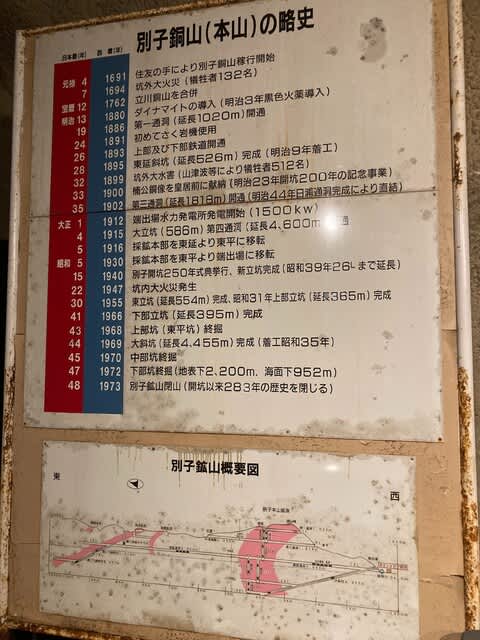 別子銅山(本山)の略史
日本暦(年) 西暦(年)
元禄 4 1691 住友の手により別子銅山稼行開始
7 1694 坑外大火災(犠牲者132名)
宝暦 12 1762 立川銅山を合併
明治 13 1880 ダイナマイトの導入(明治3年黒色火薬導入)
19 1886 第一通洞(延長1020m)開通
24 1891 初めてさく岩機使用
26 1893 上部及び下部鉄道開通
28 1895 東延斜坑(延長526m)完成(明治9年着工)
32 1899 坑外大水害(山津波等により犠牲者512名)
33 1900 楠公銅像を皇居前に献納(明治23年開坑200年の記念事業)
35 1902 第三通洞(延長1818m)開通(明治44年日浦通洞完成により直結)
大正 1 1912 端出場水力発電所発電開始(1500kw)
4 1915 大立坑(586m)第四通洞(延長4,600m) 通
5 1916 採鉱本部を東延より東平に移転
昭和 5 1930 採鉱本部を東平より端出場に移転
15 1940 別子開坑250年式典挙行、新立坑完成(昭和39年26Lまで延長)
22 1947 坑内大火災発生
30 1955 東立坑(延長554m)完成、昭和31年上部立坑(延長365m)完成
41 1966 下部立坑(延長395m)完成
43 1968 上部坑(東平坑)終掘
44 1969 大斜坑(延長4,455m)完成(着工昭和35年)
45 1970 中部坑終掘
47 1972 下部坑終掘(地表下2,200m、海面下952m)
48 1973 別子鉱山閉山(開坑以来283年の歴史を閉じる)
別子鉱山概要図
東
西